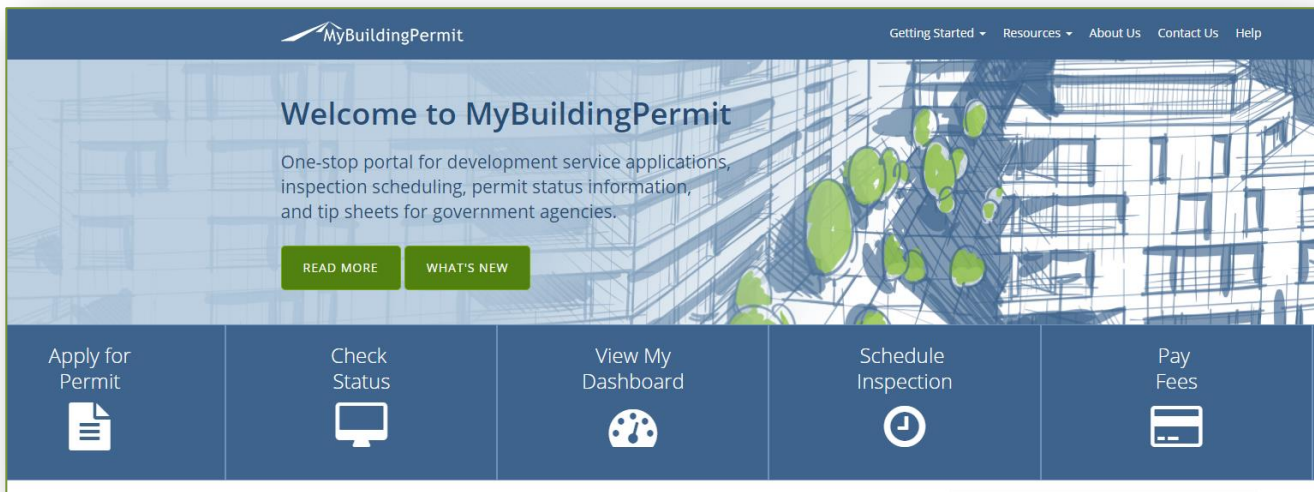 MyBuildingPermit
Getting Started Resources About Us Contact Us Help
Welcome to MyBuildingPermit
One-stop portal for development service applications,
inspection scheduling, permit status information,
and tip sheets for government agencies.
READ MORE WHAT'S NEW
Apply for
Permit
Check
Status
View My
Dashboard
Schedule
Inspection
Pay
Fees